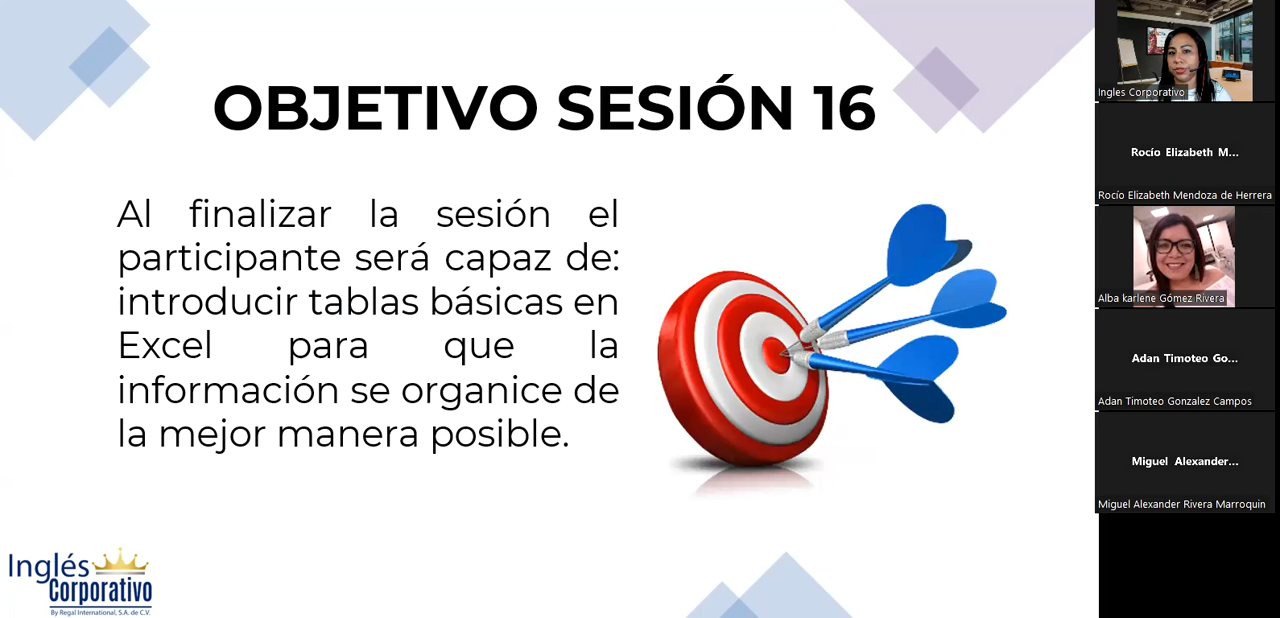 OBJETIVO SESIÓN 16
Al finalizar la sesión el
participante será capaz de:
introducir tablas básicas en
Excel para que la
información se organice de
la mejor manera posible.
Inglés
Corporativo
By Regal International, S.A. de C.V.
Ingles Corporativo
Rocío Elizabeth M...
Rocío Elizabeth Mendoza de Herrera
Alba karlene Gómez Rivera
Adan Timoteo Go...
Adan Timoteo Gonzalez Campos
Miguel Alexander...
Miguel Alexander Rivera Marroquin